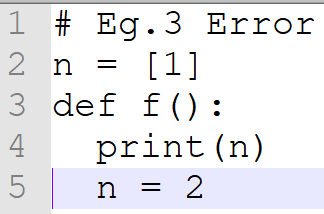 1 # Eg.3 Error
2 n = [1]
3 def f():
4   print(n)
5   n = 2